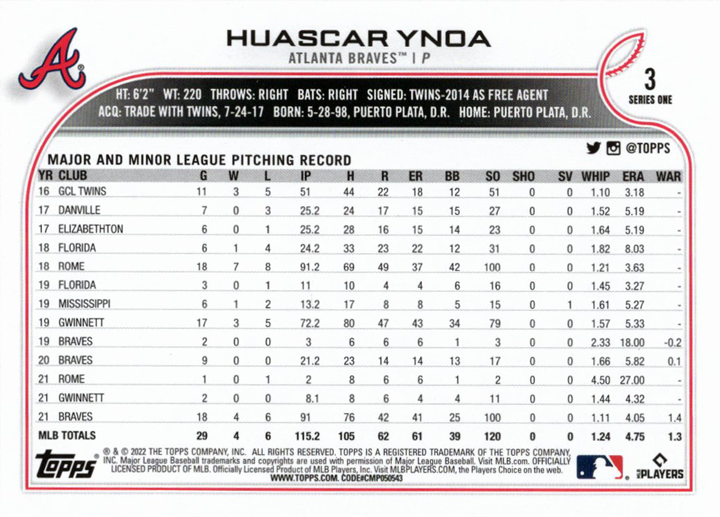 A®
HUASCAR YNOA
ATLANTA BRAVES™ | P
3
SERIES ONE
HT: 6'2" WT: 220 THROWS: RIGHT BATS: RIGHT SIGNED: TWINS-2014 AS FREE AGENT
ACQ: TRADE WITH TWINS, 7-24-17 BORN: 5-28-98, PUERTO PLATA, D.R. HOME: PUERTO PLATA, D.R.
@TOPPS
MAJOR AND MINOR LEAGUE PITCHING RECORD
YR CLUB G W L IP H R ER BB SO SHO SV WHIP ERA WAR
16 GCL TWINS 11 3 5 51 44 22 18 12 51 0 0 1.10 3.18 -
17 DANVILLE 7 0 3 25.2 24 17 15 15 27 0 0 1.52 5.19 -
17 ELIZABETHTON 6 0 1 25.2 28 16 15 14 23 0 0 1.64 5.19 -
18 FLORIDA 6 1 4 24.2 33 23 22 12 31 0 0 1.82 8.03 -
18 ROME 18 7 8 91.2 69 49 37 42 100 0 0 1.21 3.63 -
19 FLORIDA 3 0 1 11 10 4 4 6 16 0 0 1.45 3.27 -
19 MISSISSIPPI 6 1 2 13.2 17 8 8 5 15 0 1 1.61 5.27 -
19 GWINNETT 17 3 5 72.2 80 47 43 34 79 0 0 1.57 5.33 -
19 BRAVES 2 0 0 3 6 6 6 1 3 0 0 2.33 18.00 -0.2
20 BRAVES 9 0 0 21.2 23 14 14 13 17 0 0 1.66 5.82 0.1
21 ROME 1 0 1 2 8 6 6 1 2 0 0 4.50 27.00 -
21 GWINNETT 2 0 0 8.1 8 6 4 4 11 0 0 1.44 4.32 -
21 BRAVES 18 4 6 91 76 42 41 25 100 0 0 1.11 4.05 1.4
MLB TOTALS 29 4 6 115.2 105 62 61 39 120 0 0 1.24 4.75 1.3
Topps
® & © 2022 THE TOPPS COMPANY, INC. ALL RIGHTS RESERVED. TOPPS IS A REGISTERED TRADEMARK OF THE TOPPS COMPANY,
INC. Major League Baseball trademarks and copyrights are used with permission of Major League Baseball. Visit MLB.com. OFFICIALLY
LICENSED PRODUCT OF MLB. Officially Licensed Product of MLB Players, Inc. Visit MLBPLAYERS.COM, the Players Choice on the web.
WWW.TOPPS.COM. CODE#CMP050543
MLB PLAYERS